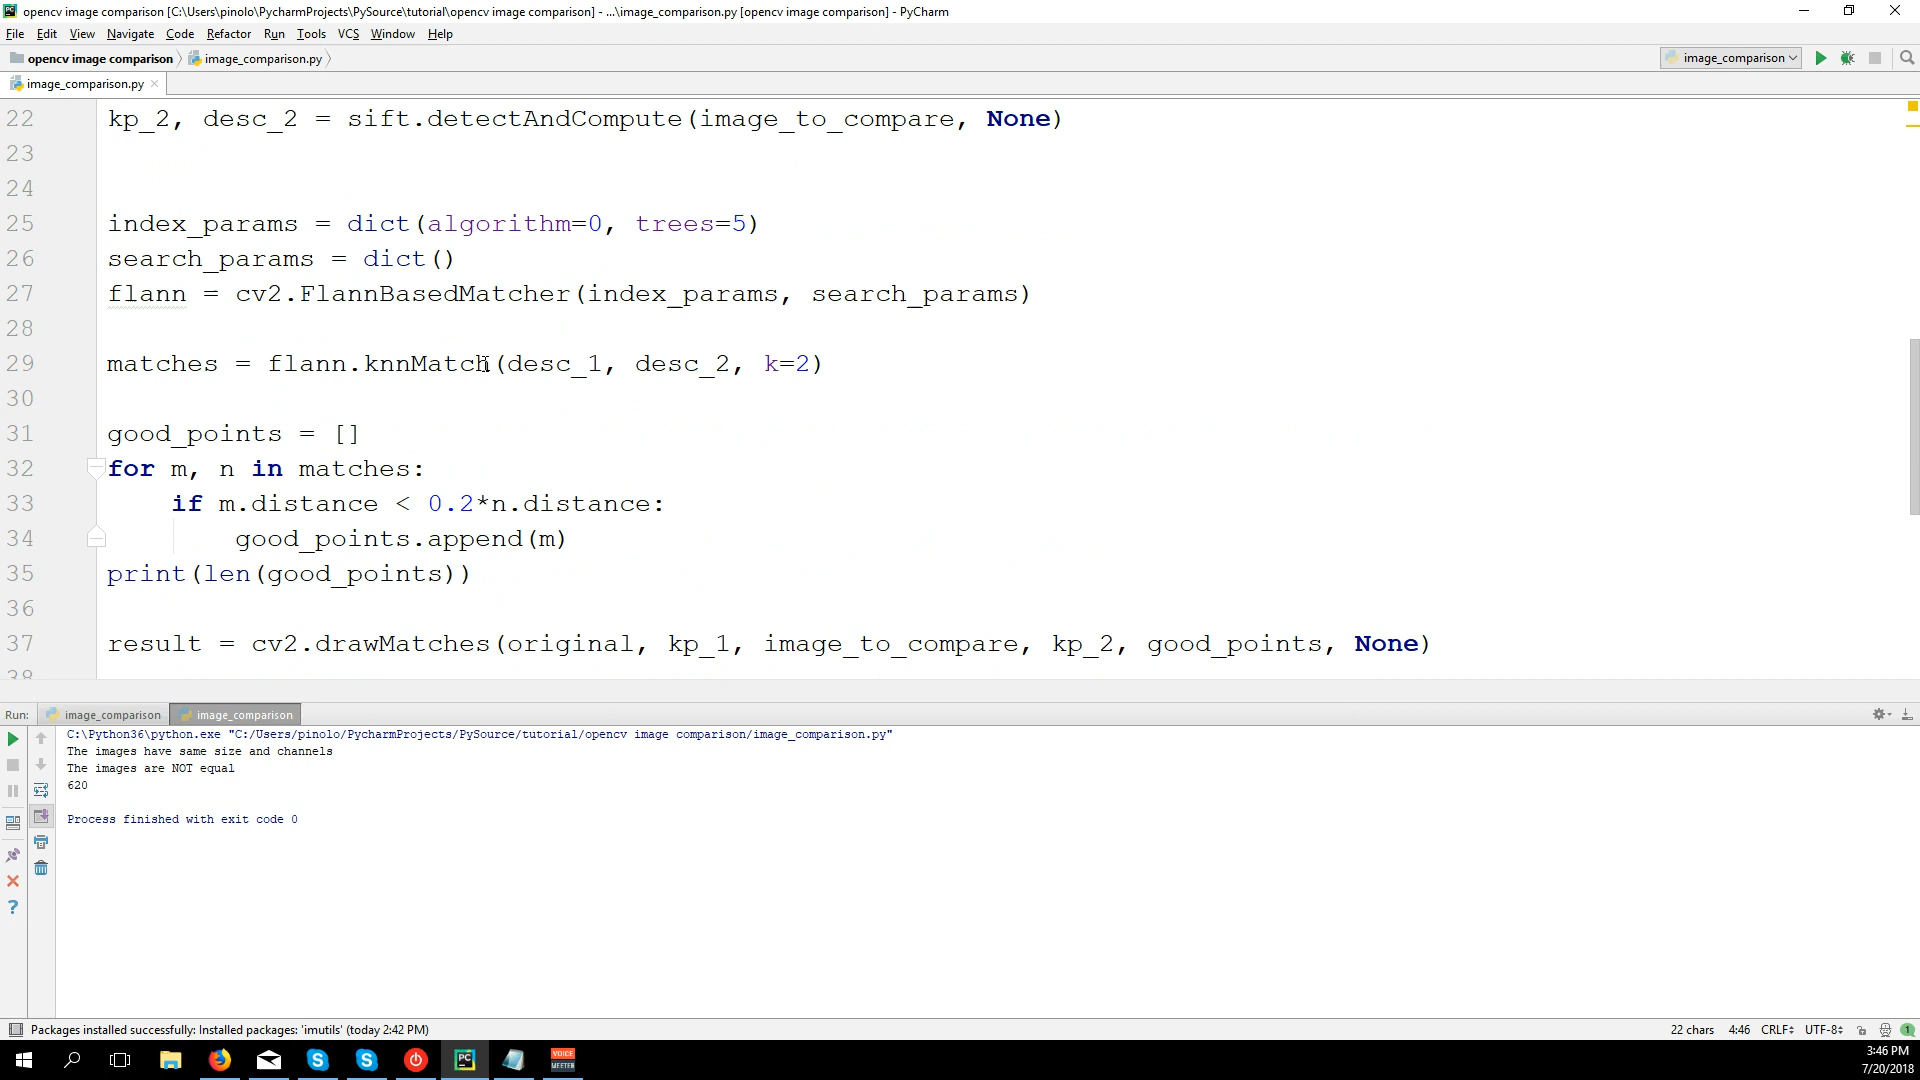 opencv image comparison [C:\Users\pinolo\PycharmProjects\PySource\tutorial\opencv image comparison] - ...\image_comparison.py [opencv image comparison] - PyCharm
File Edit View Navigate Code Refactor Run Tools VCS Window Help
opencv image comparison image_comparison.py image_comparison
image_comparison.py
22 kp_2, desc_2 = sift.detectAndCompute(image_to_compare, None)
23
24
25 index_params = dict(algorithm=0, trees=5)
26 search_params = dict()
27 flann = cv2.FlannBasedMatcher(index_params, search_params)
28
29 matches = flann.knnMatch(desc_1, desc_2, k=2)
30
31 good_points = []
32 for m, n in matches:
33 if m.distance < 0.2*n.distance:
34 good_points.append(m)
35 print(len(good_points))
36
37 result = cv2.drawMatches(original, kp_1, image_to_compare, kp_2, good_points, None)
38
Run: image_comparison image_comparison
C:\Python36\python.exe "C:/Users/pinolo/PycharmProjects/PySource/tutorial/opencv image comparison/image_comparison.py"
The images have same size and channels
The images are NOT equal
620
Process finished with exit code 0
Packages installed successfully: Installed packages: 'imutils' (today 2:42 PM) 22 chars 4:46 CRLF UTF-8 1
PC VOICE MEETER
3:46 PM
7/20/2018